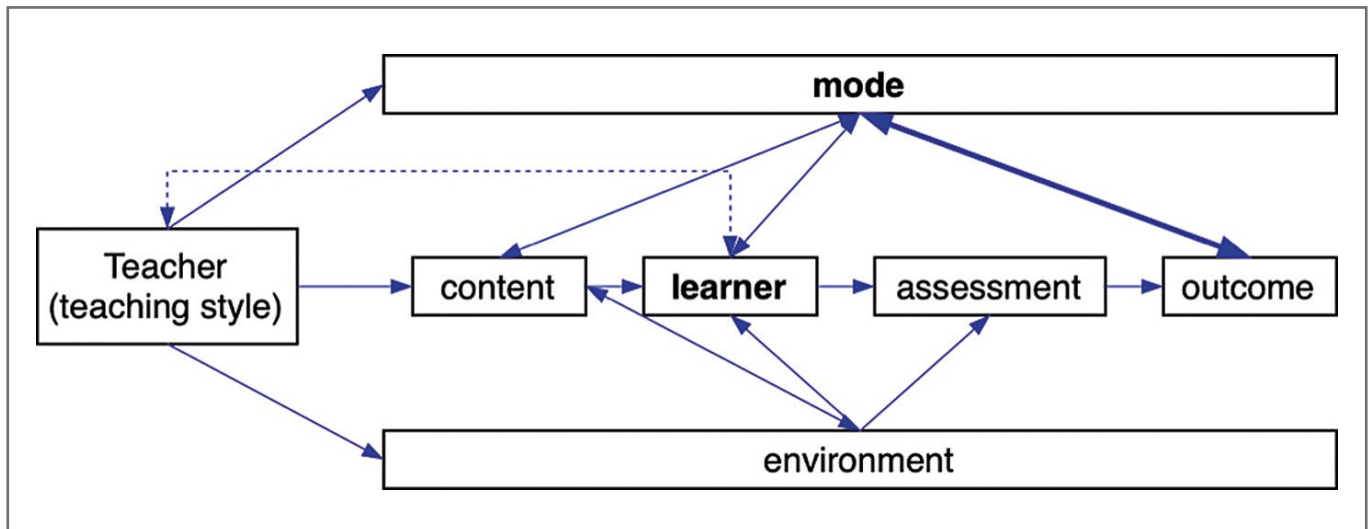 mode
Teacher
(teaching style)
content
learner
assessment
outcome
environment